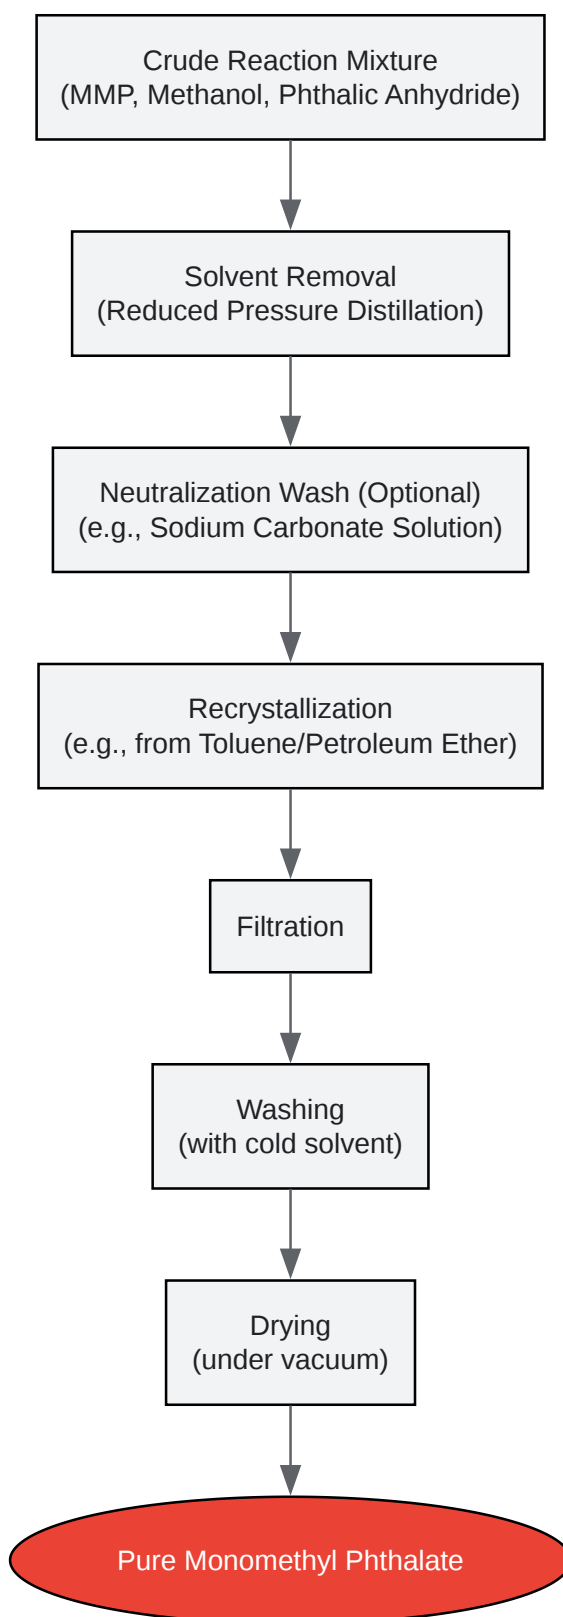 Crude Reaction Mixture
(MMP, Methanol, Phthalic Anhydride)
Solvent Removal
(Reduced Pressure Distillation)
Neutralization Wash (Optional)
(e.g., Sodium Carbonate Solution)
Recrystallization
(e.g., from Toluene/Petroleum Ether)
Filtration
Washing
(with cold solvent)
Drying
(under vacuum)
Pure Monomethyl Phthalate